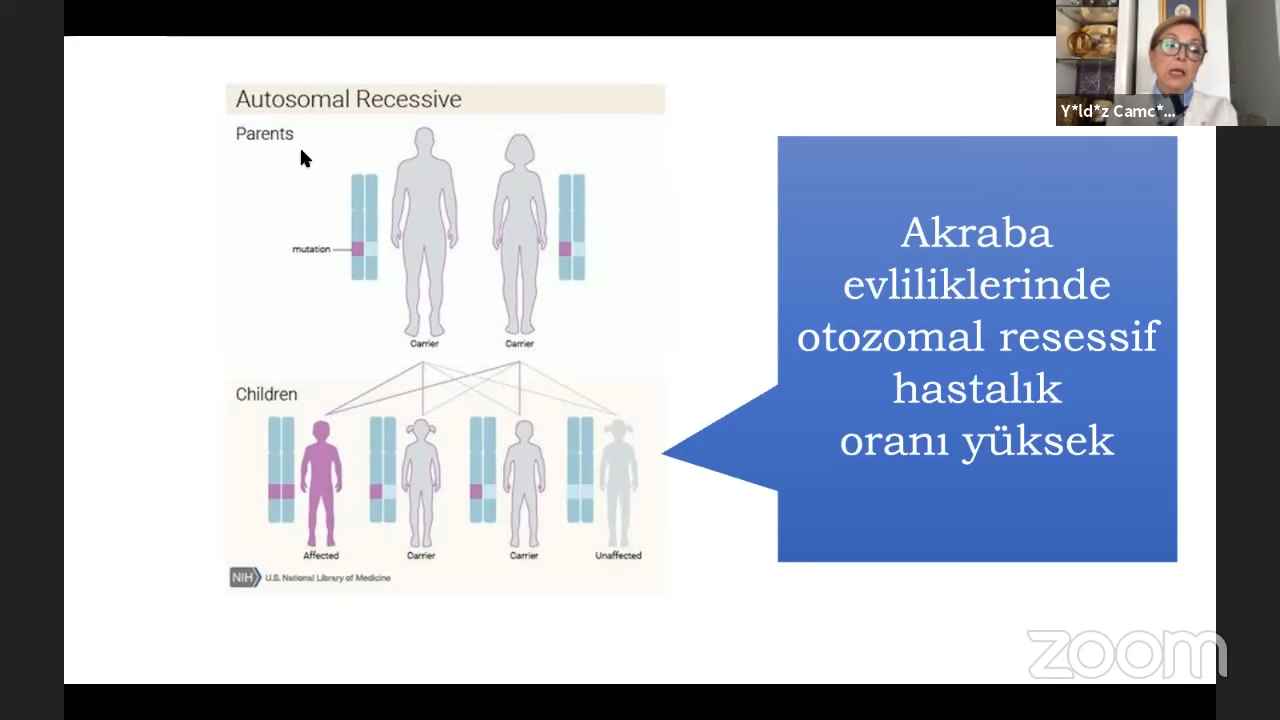 Autosomal Recessive
Parents
mutation
Carrier
Carrier
Children
Affected
Carrier
Carrier
Unaffected
NIH U.S. National Library of Medicine
Akraba
evliliklerinde
otozomal resessif
hastalık
oranı yüksek
Y*ld*z Camc*...
zoom